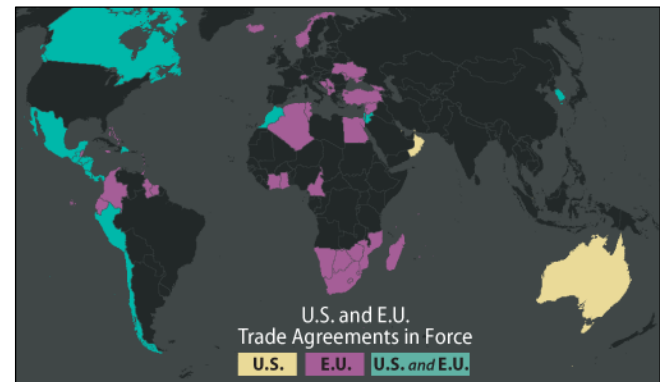 U.S. and E.U.
Trade Agreements in Force
U.S. E.U. U.S. and E.U.